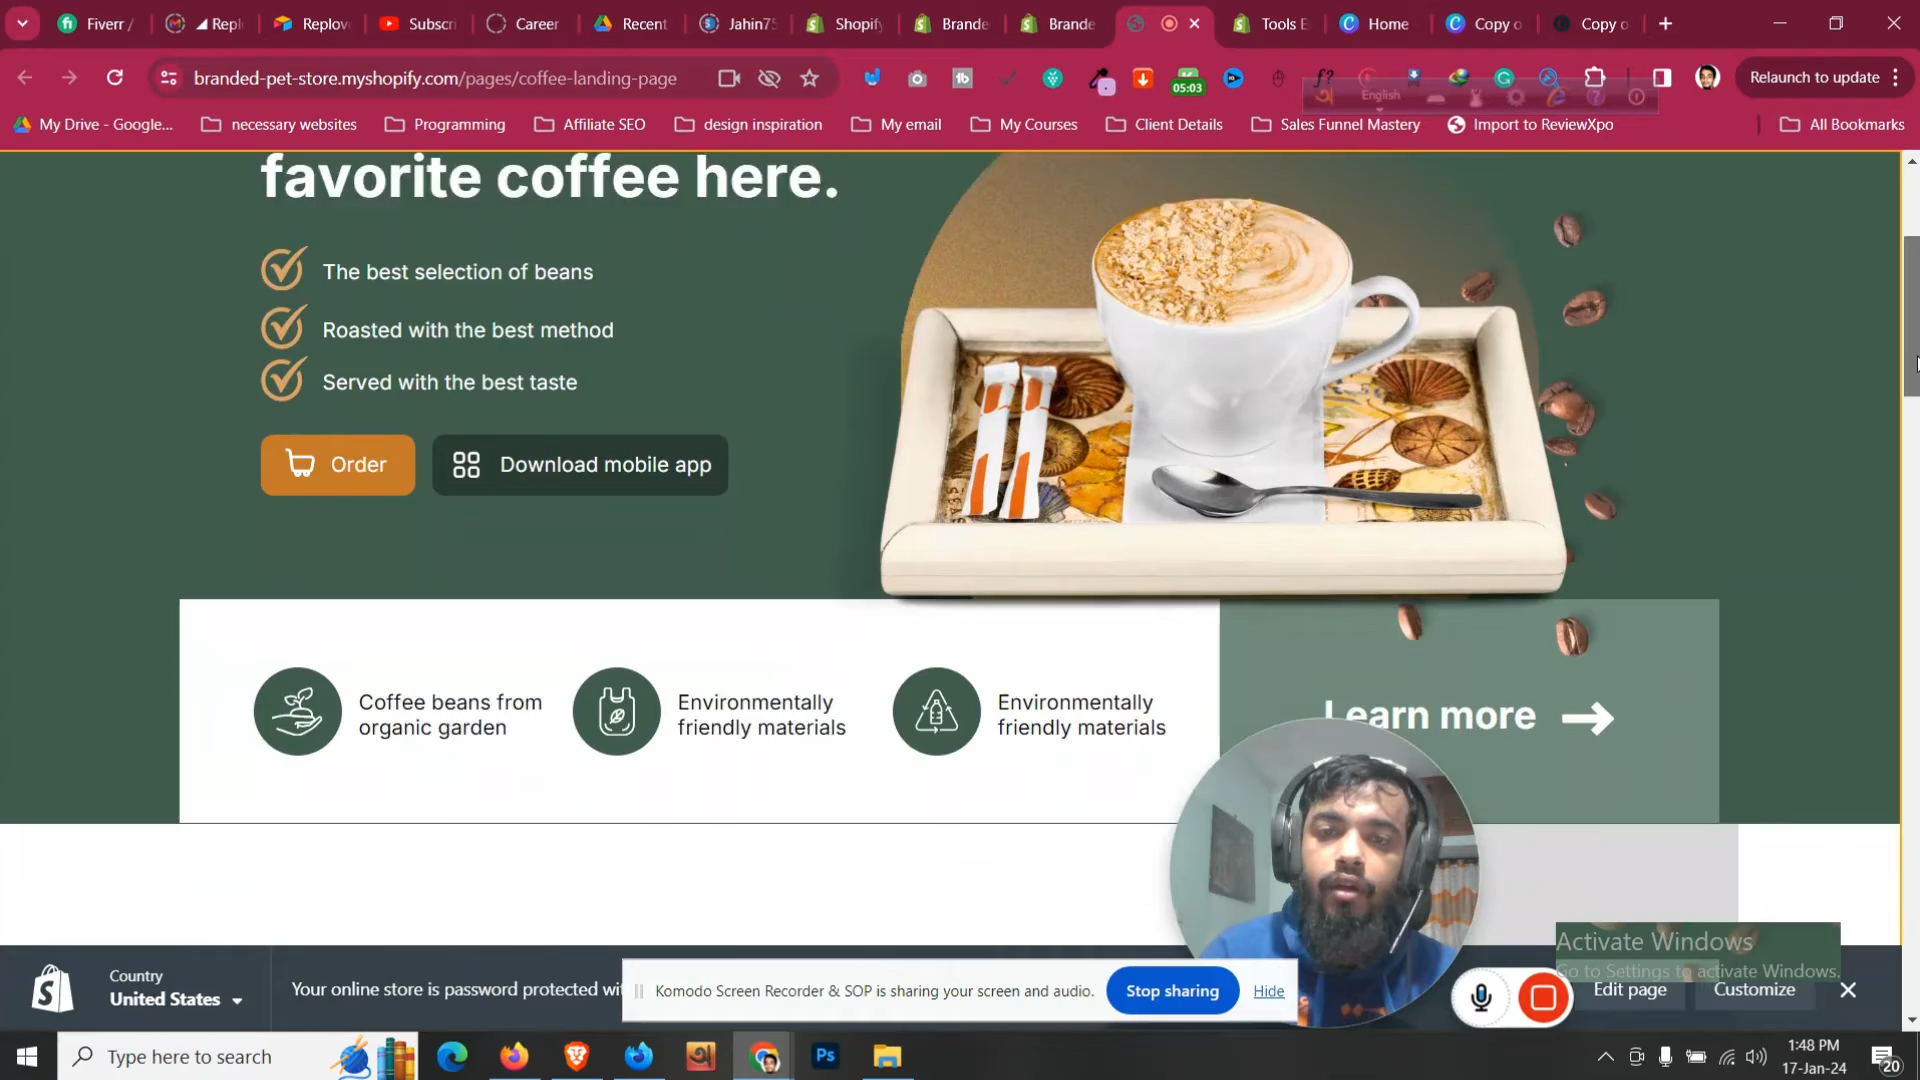 Fiverr /
Repl
Replov
Subscri
Career
Recent
Jahin75
Shopify
Brande
Brande
Tools E
Home
Copy o
Copy o
branded-pet-store.myshopify.com/pages/coffee-landing-page
05:03
English
Relaunch to update
My Drive - Google...
necessary websites
Programming
Affiliate SEO
design inspiration
My email
My Courses
Client Details
Sales Funnel Mastery
Import to ReviewXpo
All Bookmarks
favorite coffee here.
The best selection of beans
Roasted with the best method
Served with the best taste
Order
Download mobile app
Coffee beans from
organic garden
Environmentally
friendly materials
Environmentally
friendly materials
Learn more
Activate Windows
Go to Settings to activate Windows.
Country
United States
Your online store is password protected
Komodo Screen Recorder & SOP is sharing your screen and audio.
Stop sharing
Hide
Edit page
Customize
Type here to search
Ps
1:48 PM
17-Jan-24
20